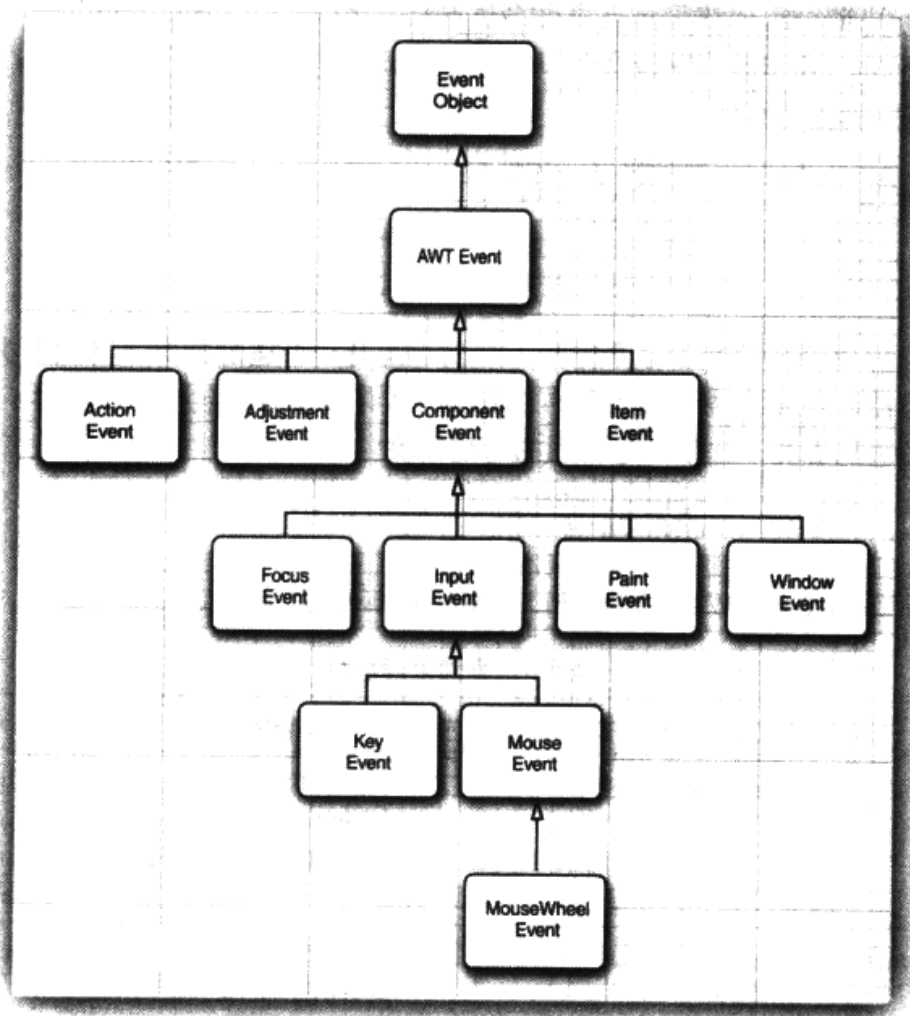 Event
Object
AWT Event
Action
Event
Adjustment
Event
Component
Event
Item
Event
Focus
Event
Input
Event
Paint
Event
Window
Event
Key
Event
Mouse
Event
MouseWheel
Event